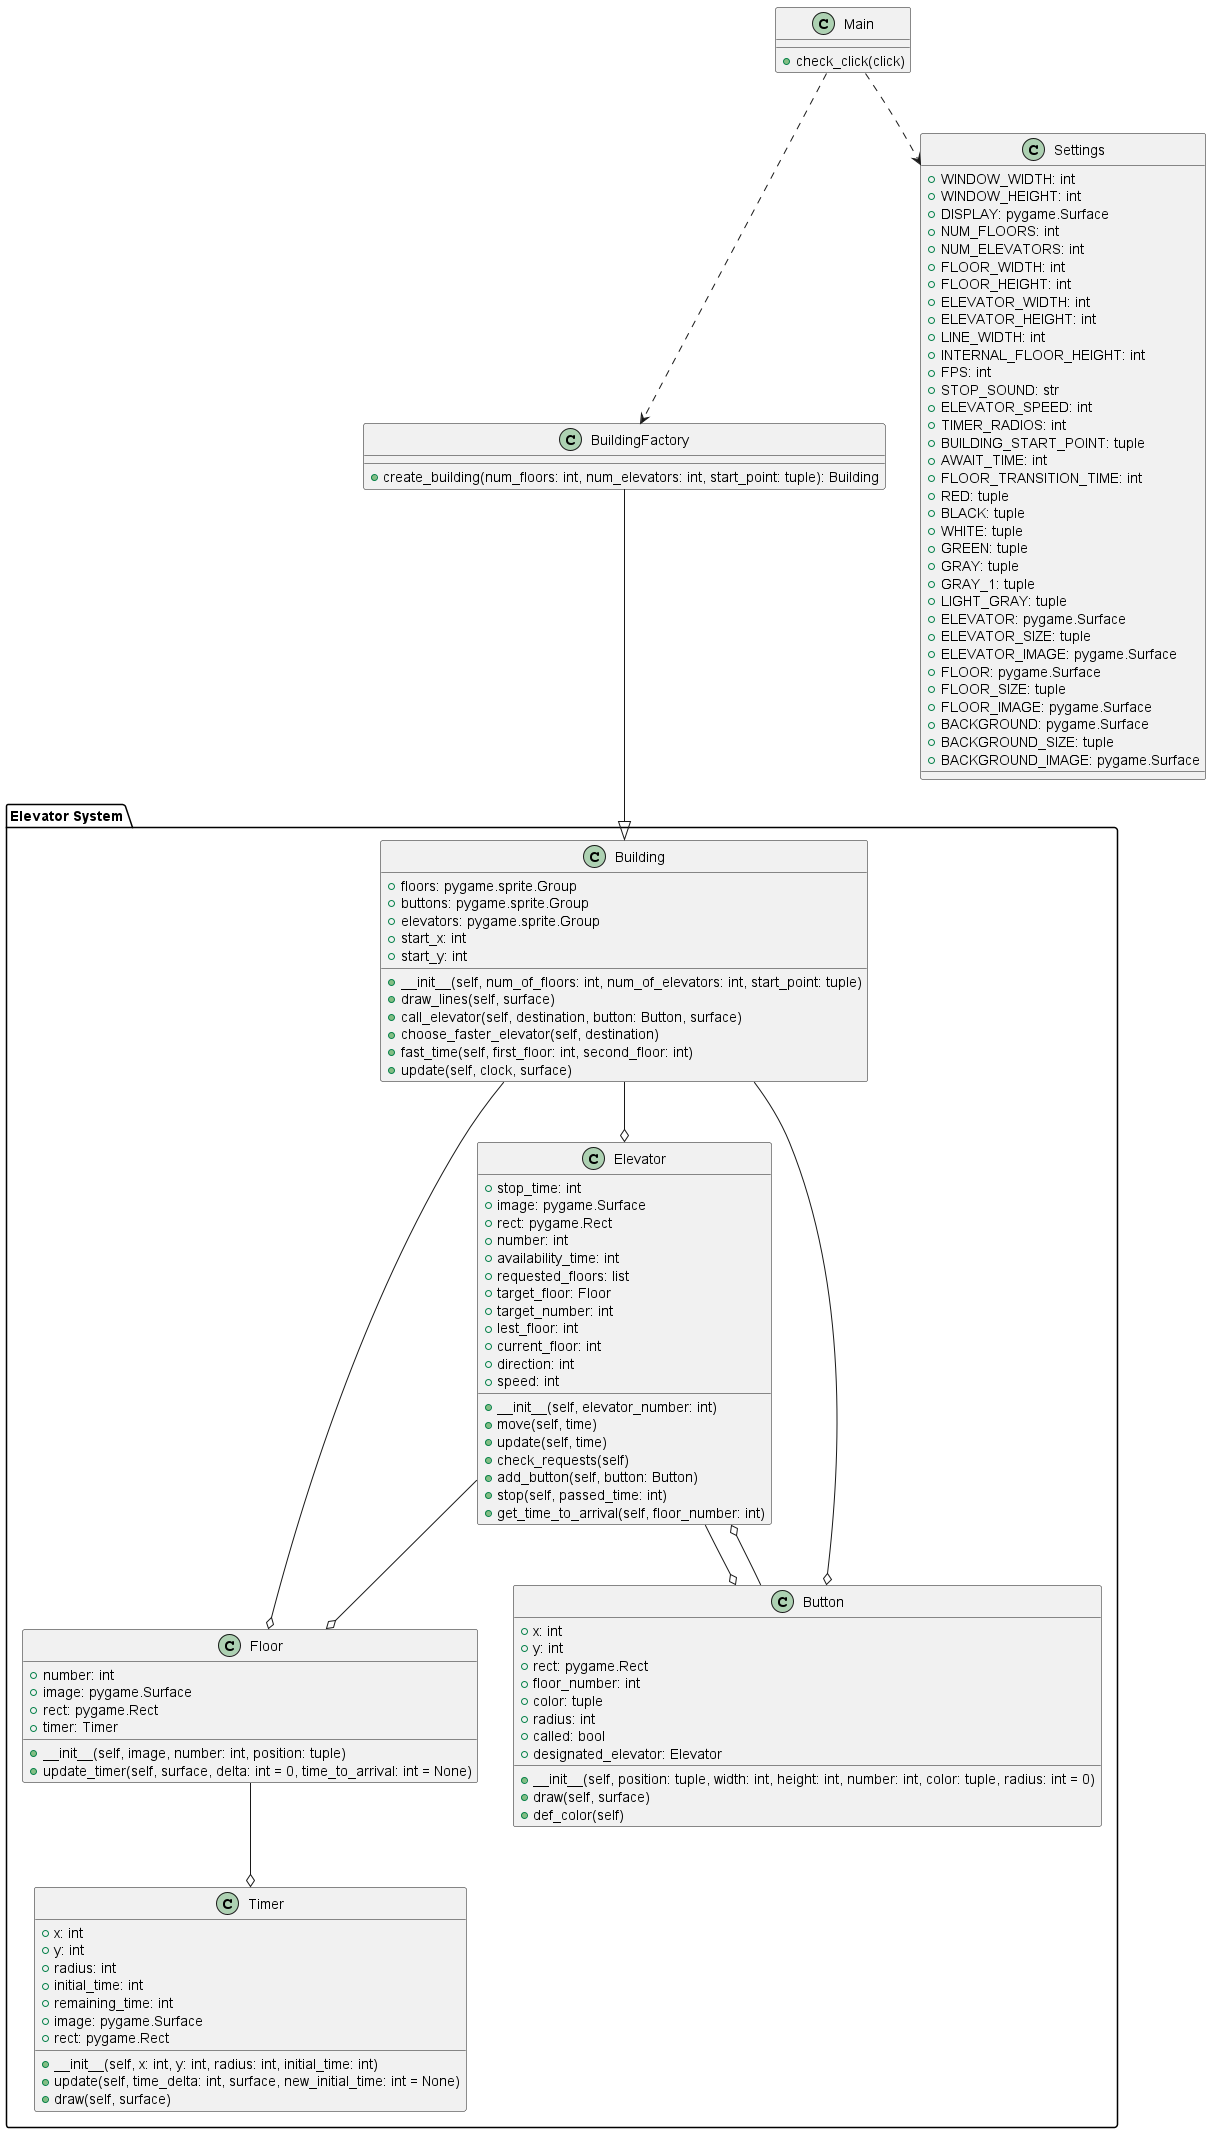 C Main
check_click(click)
C Settings
WINDOW_WIDTH: int
WINDOW_HEIGHT: int
DISPLAY: pygame.Surface
NUM_FLOORS: int
NUM_ELEVATORS: int
FLOOR_WIDTH: int
FLOOR_HEIGHT: int
ELEVATOR_WIDTH: int
ELEVATOR_HEIGHT: int
LINE_WIDTH: int
INTERNAL_FLOOR_HEIGHT: int
FPS: int
STOP_SOUND: str
ELEVATOR_SPEED: int
TIMER_RADIOS: int
BUILDING_START_POINT: tuple
AWAIT_TIME: int
FLOOR_TRANSITION_TIME: int
RED: tuple
BLACK: tuple
WHITE: tuple
GREEN: tuple
GRAY: tuple
GRAY_1: tuple
LIGHT_GRAY: tuple
ELEVATOR: pygame.Surface
ELEVATOR_SIZE: tuple
ELEVATOR_IMAGE: pygame.Surface
FLOOR: pygame.Surface
FLOOR_SIZE: tuple
FLOOR_IMAGE: pygame.Surface
BACKGROUND: pygame.Surface
BACKGROUND_SIZE: tuple
BACKGROUND_IMAGE: pygame.Surface
C BuildingFactory
create_building(num_floors: int, num_elevators: int, start_point: tuple): Building
Elevator System
C Building
floors: pygame.sprite.Group
buttons: pygame.sprite.Group
elevators: pygame.sprite.Group
start_x: int
start_y: int
__init__(self, num_of_floors: int, num_of_elevators: int, start_point: tuple)
draw_lines(self, surface)
call_elevator(self, destination, button: Button, surface)
choose_faster_elevator(self, destination)
fast_time(self, first_floor: int, second_floor: int)
update(self, clock, surface)
C Elevator
stop_time: int
image: pygame.Surface
rect: pygame.Rect
number: int
availability_time: int
requested_floors: list
target_floor: Floor
target_number: int
lest_floor: int
current_floor: int
direction: int
speed: int
__init__(self, elevator_number: int)
move(self, time)
update(self, time)
check_requests(self)
add_button(self, button: Button)
stop(self, passed_time: int)
get_time_to_arrival(self, floor_number: int)
C Floor
number: int
image: pygame.Surface
rect: pygame.Rect
timer: Timer
__init__(self, image, number: int, position: tuple)
update_timer(self, surface, delta: int = 0, time_to_arrival: int = None)
C Button
x: int
y: int
rect: pygame.Rect
floor_number: int
color: tuple
radius: int
called: bool
designated_elevator: Elevator
__init__(self, position: tuple, width: int, height: int, number: int, color: tuple, radius: int = 0)
draw(self, surface)
def_color(self)
C Timer
x: int
y: int
radius: int
initial_time: int
remaining_time: int
image: pygame.Surface
rect: pygame.Rect
__init__(self, x: int, y: int, radius: int, initial_time: int)
update(self, time_delta: int, surface, new_initial_time: int = None)
draw(self, surface)